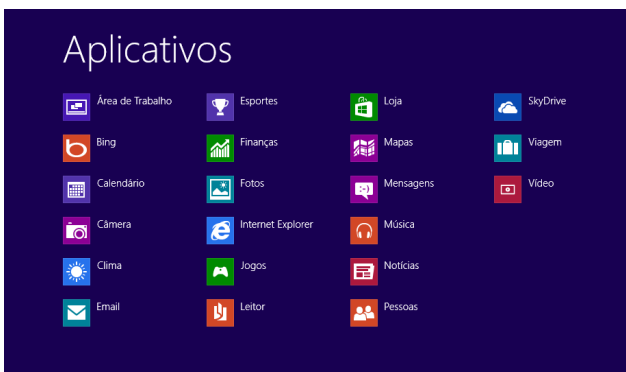 Aplicativos
Área de Trabalho
Bing
Calendário
Câmera
Clima
Email
Esportes
Finanças
Fotos
Internet Explorer
Jogos
Leitor
Loja
Mapas
Mensagens
Música
Notícias
Pessoas
SkyDrive
Viagem
Vídeo